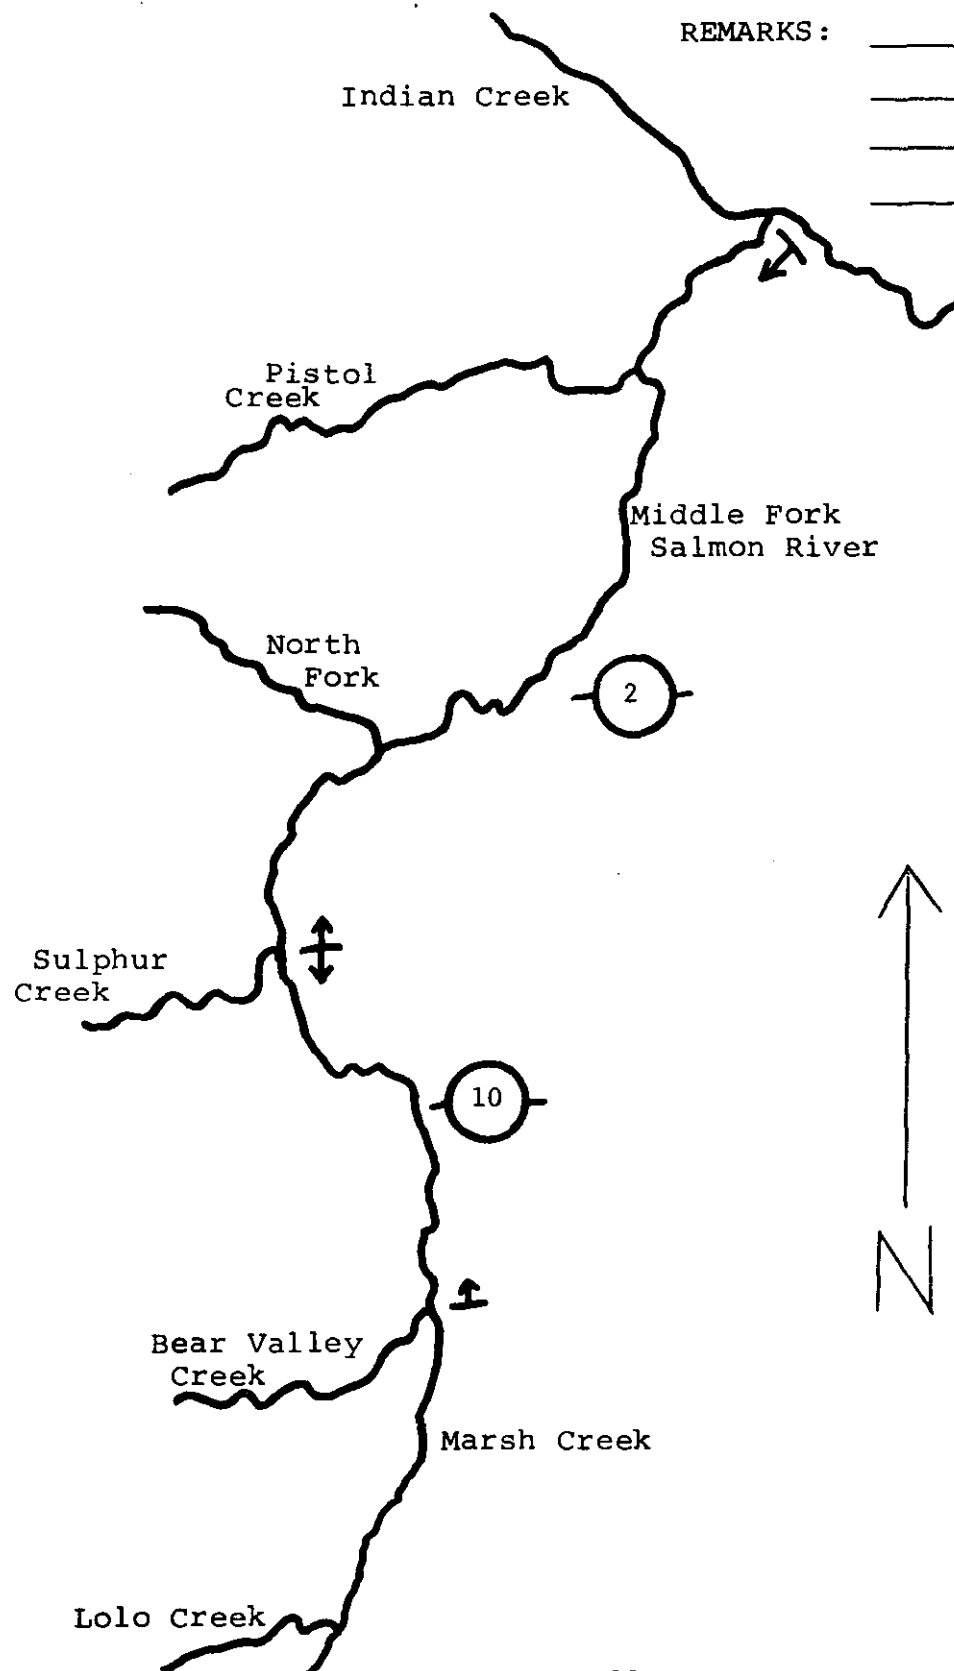 REMARKS:
Indian Creek
Pistol
Creek
Middle Fork
Salmon River
North
Fork
2
Sulphur
Creek
10
N
Bear Valley
Creek
Marsh Creek
Lolo Creek